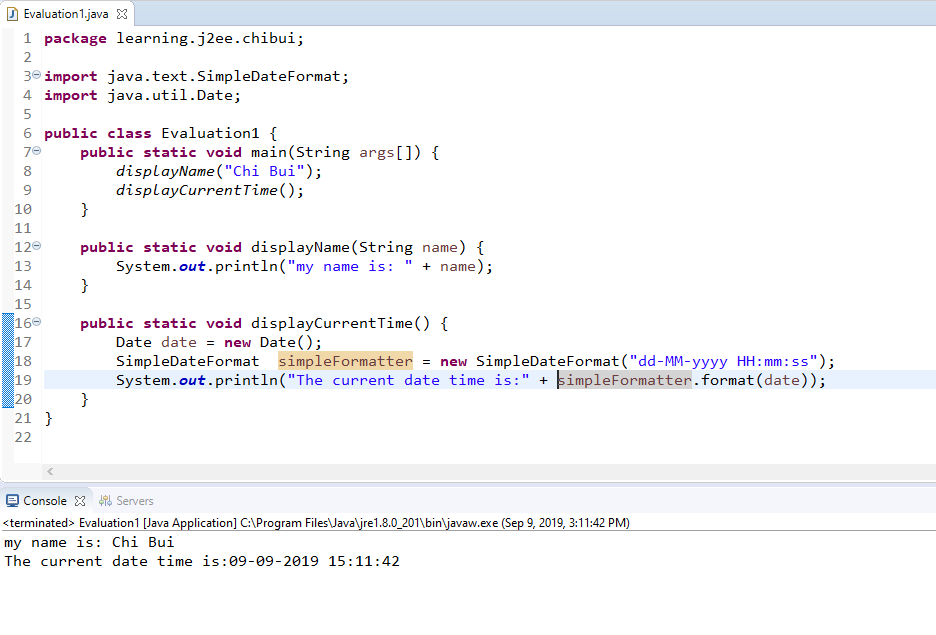 Evaluation1.java
1 package learning.j2ee.chibui;
2
3 import java.text.SimpleDateFormat;
4 import java.util.Date;
5
6 public class Evaluation1 {
7     public static void main(String args[]) {
8         displayName("Chi Bui");
9         displayCurrentTime();
10     }
11
12     public static void displayName(String name) {
13         System.out.println("my name is: " + name);
14     }
15
16     public static void displayCurrentTime() {
17         Date date = new Date();
18         SimpleDateFormat  simpleFormatter = new SimpleDateFormat("dd-MM-yyyy HH:mm:ss");
19         System.out.println("The current date time is:" + simpleFormatter.format(date));
20     }
21 }
22
Console Servers
<terminated> Evaluation1 [Java Application] C:\Program Files\Java\jre1.8.0_201\bin\javaw.exe (Sep 9, 2019, 3:11:42 PM)
my name is: Chi Bui
The current date time is:09-09-2019 15:11:42